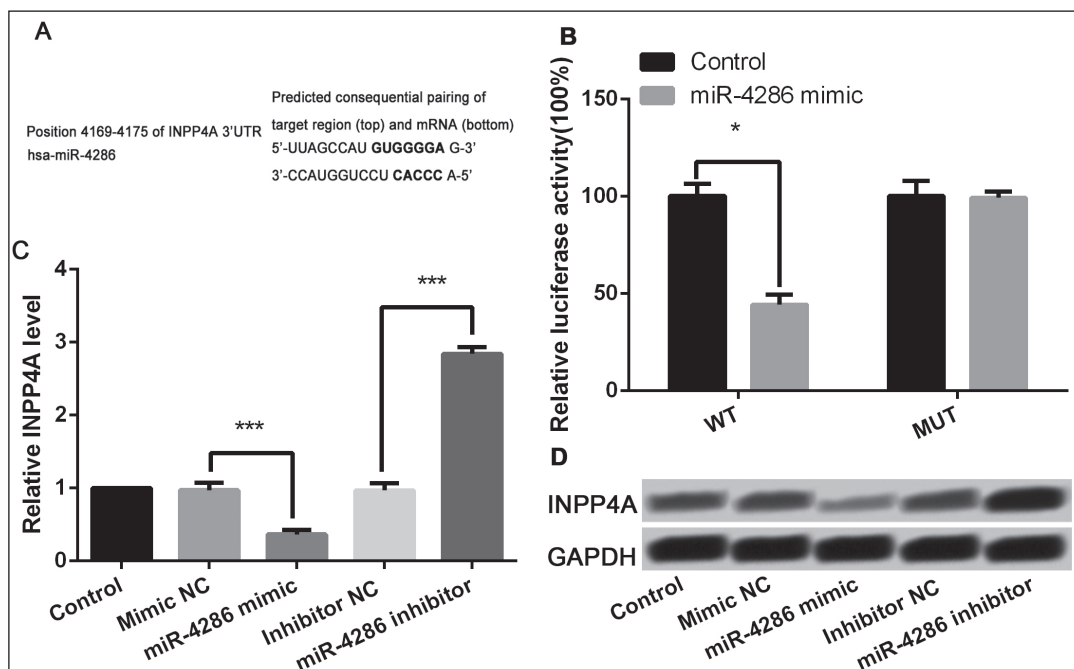 A
Predicted consequential pairing of
target region (top) and mRNA (bottom)
Position 4169-4175 of INPP4A 3'UTR
5'-UUAGCCAU GUGGGGA G-3'
hsa-miR-4286
3'-CCAUGGUCCU CACCC A-5'
B
Control
miR-4286 mimic
Relative luciferase activity(100%)
150
100
50
0
*
WT
MUT
C
Relative INPP4A level
4
3
2
1
0
***
***
Control
Mimic NC
miR-4286 mimic
Inhibitor NC
miR-4286 inhibitor
D
INPP4A
GAPDH
Control
Mimic NC
miR-4286 mimic
Inhibitor NC
miR-4286 inhibitor